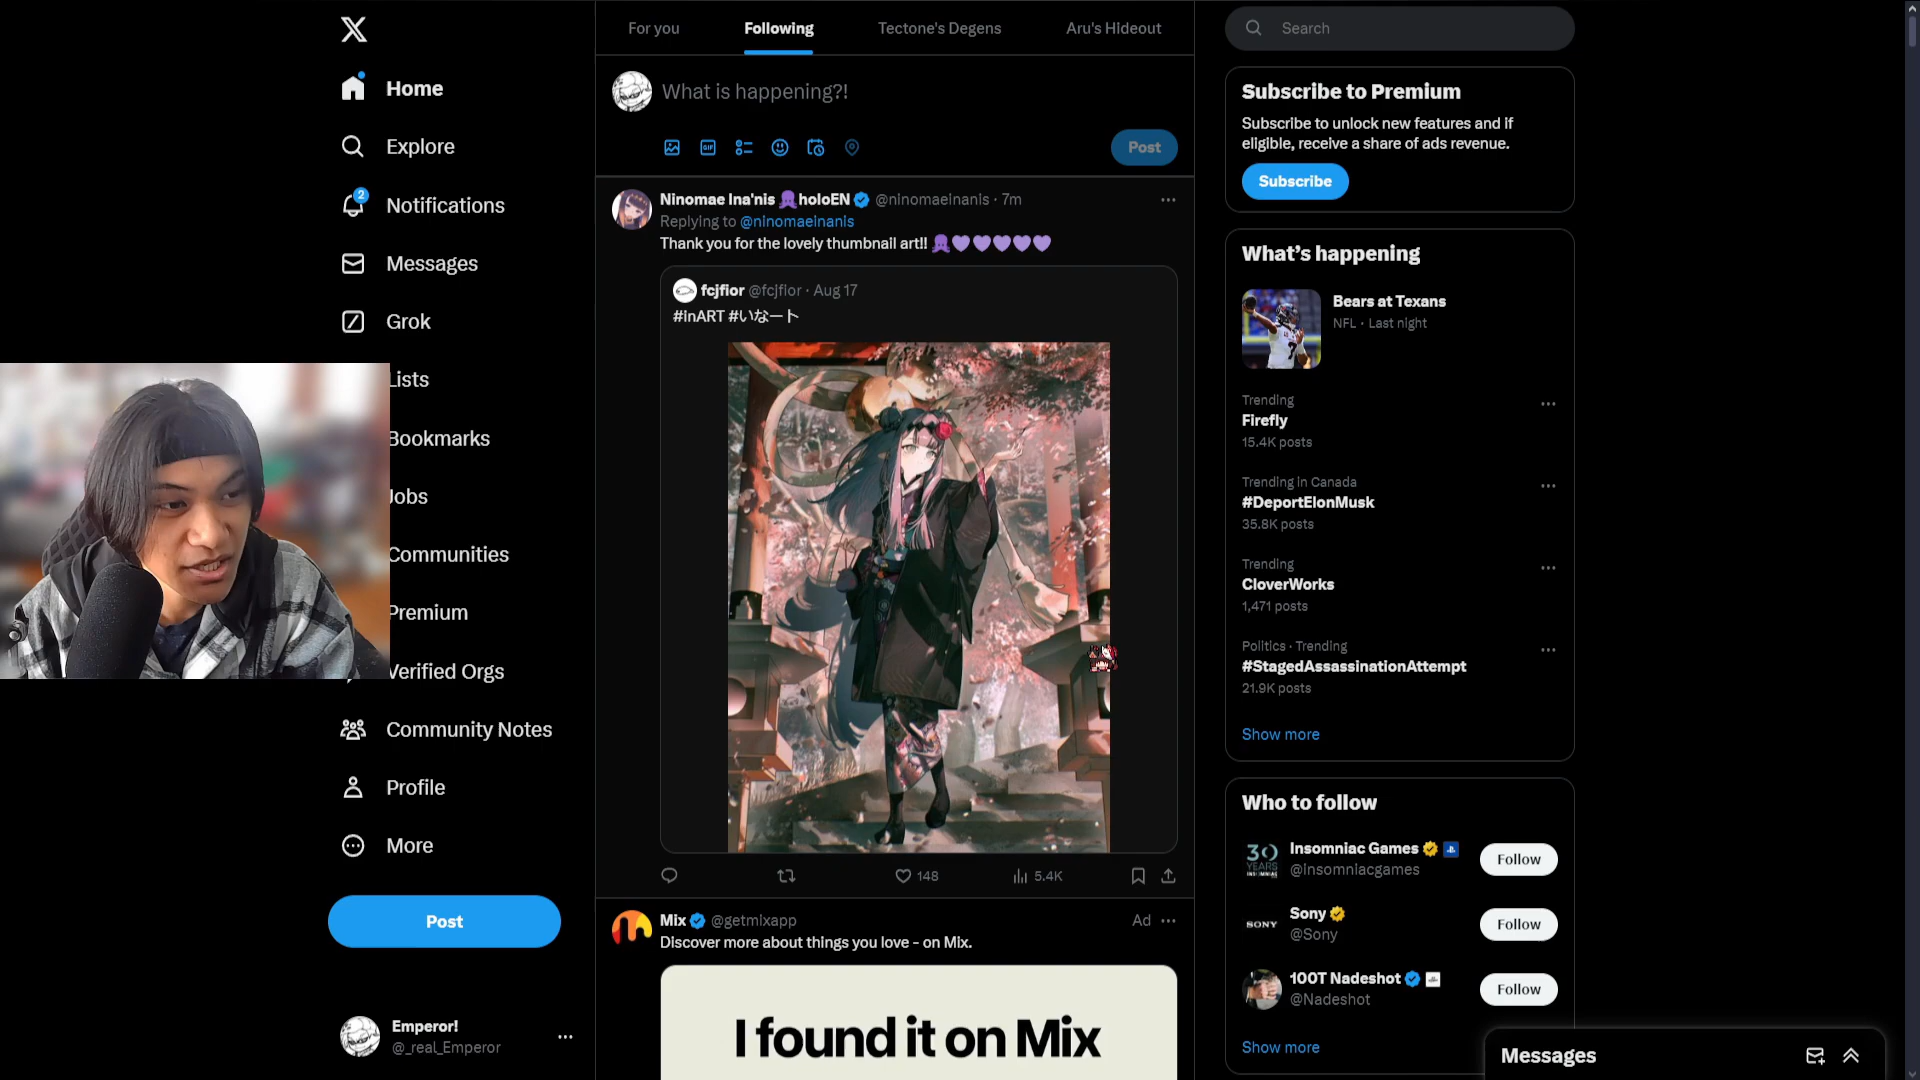 Home
Explore
2
Notifications
Messages
Grok
Lists
Bookmarks
Jobs
Communities
Premium
Verified Orgs
Community Notes
Profile
More
Post
Emperor!
@_real_Emperor
For you
Following
Tectone's Degens
Aru's Hideout
What is happening?!
GIF
Post
Ninomae Ina'nis holoEN @ninomaeinanis · 7m
Replying to @ninomaeinanis
Thank you for the lovely thumbnail art!!
fcjfior @fcjfior · Aug 17
#inART #いなート
148
5.4K
Mix @getmixapp
Ad
Discover more about things you love - on Mix.
I found it on Mix
Search
Subscribe to Premium
Subscribe to unlock new features and if
eligible, receive a share of ads revenue.
Subscribe
What's happening
Bears at Texans
NFL · Last night
Trending
Firefly
15.4K posts
Trending in Canada
#DeportElonMusk
35.8K posts
Trending
CloverWorks
1,471 posts
Politics · Trending
#StagedAssassinationAttempt
21.9K posts
Show more
Who to follow
30
YEARS
Insomniac Games
@insomniacgames
Follow
SONY
Sony
@Sony
Follow
100T Nadeshot
@Nadeshot
Follow
Show more
Messages